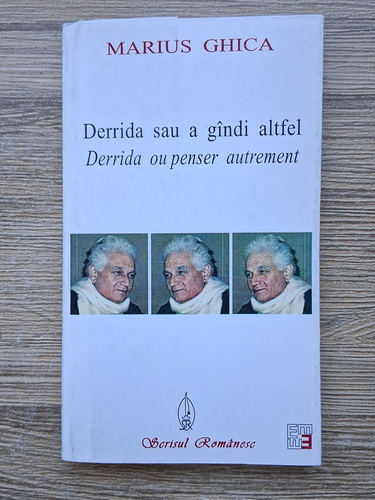 MARIUS GHICA
Derrida sau a gîndi altfel
Derrida ou penser autrement
Scrisul Românesc